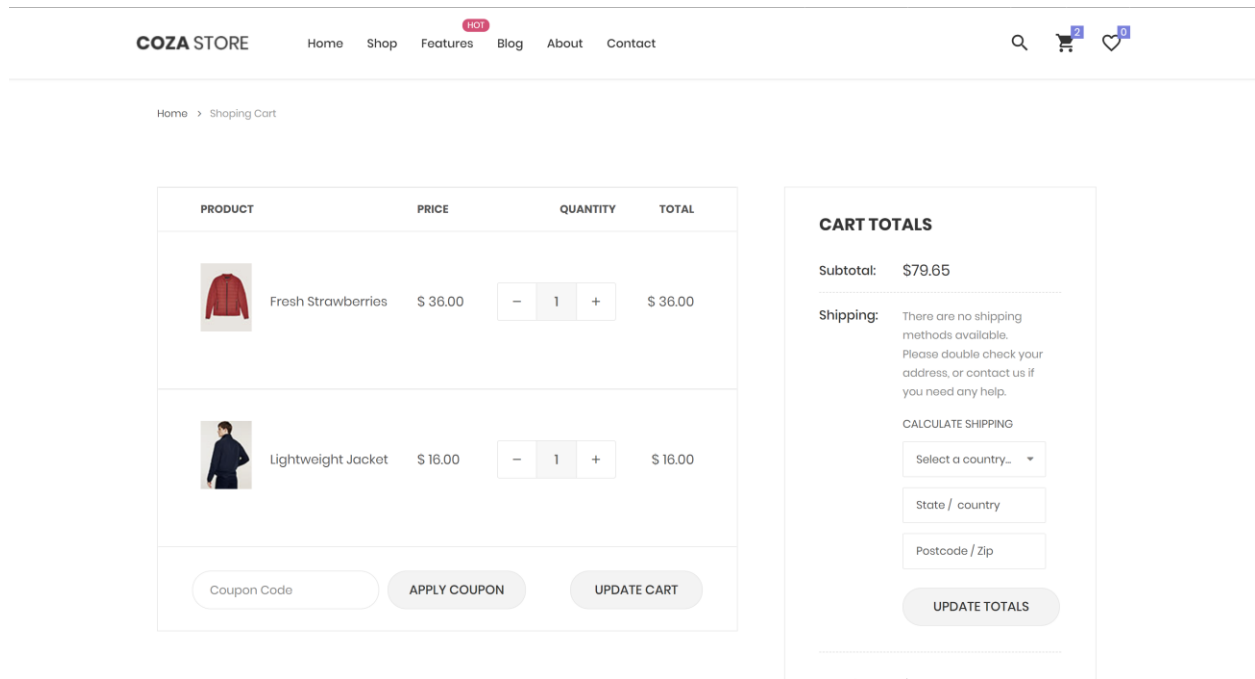 HOT
COZA STORE Home Shop Features Blog About Contact 2 0
Home > Shoping Cart
PRODUCT PRICE QUANTITY TOTAL
Fresh Strawberries $ 36.00 − 1 + $ 36.00
Lightweight Jacket $ 16.00 − 1 + $ 16.00
Coupon Code APPLY COUPON UPDATE CART
CART TOTALS
Subtotal: $79.65
Shipping: There are no shipping
methods available.
Please double check your
address, or contact us if
you need any help.
CALCULATE SHIPPING
Select a country...
State / country
Postcode / Zip
UPDATE TOTALS